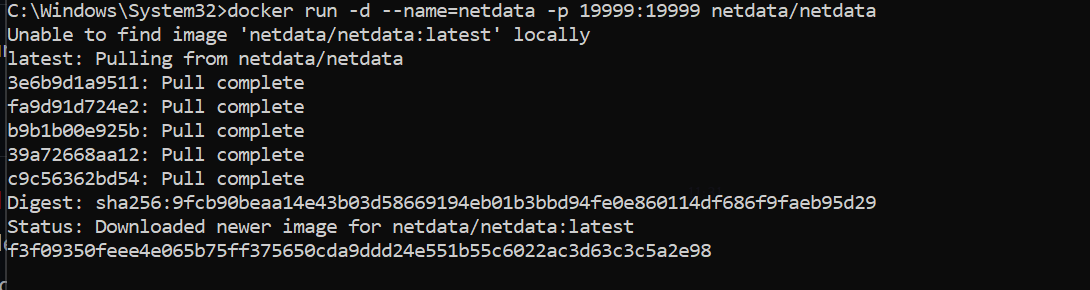 C:\Windows\System32>docker run -d --name=netdata -p 19999:19999 netdata/netdata
Unable to find image 'netdata/netdata:latest' locally
latest: Pulling from netdata/netdata
3e6b9d1a9511: Pull complete
fa9d91d724e2: Pull complete
b9b1b00e925b: Pull complete
39a72668aa12: Pull complete
c9c56362bd54: Pull complete
Digest: sha256:9fcb90beaa14e43b03d58669194eb01b3bbd94fe0e860114df686f9faeb95d29
Status: Downloaded newer image for netdata/netdata:latest
f3f09350feee4e065b75ff375650cda9ddd24e551b55c6022ac3d63c3c5a2e98